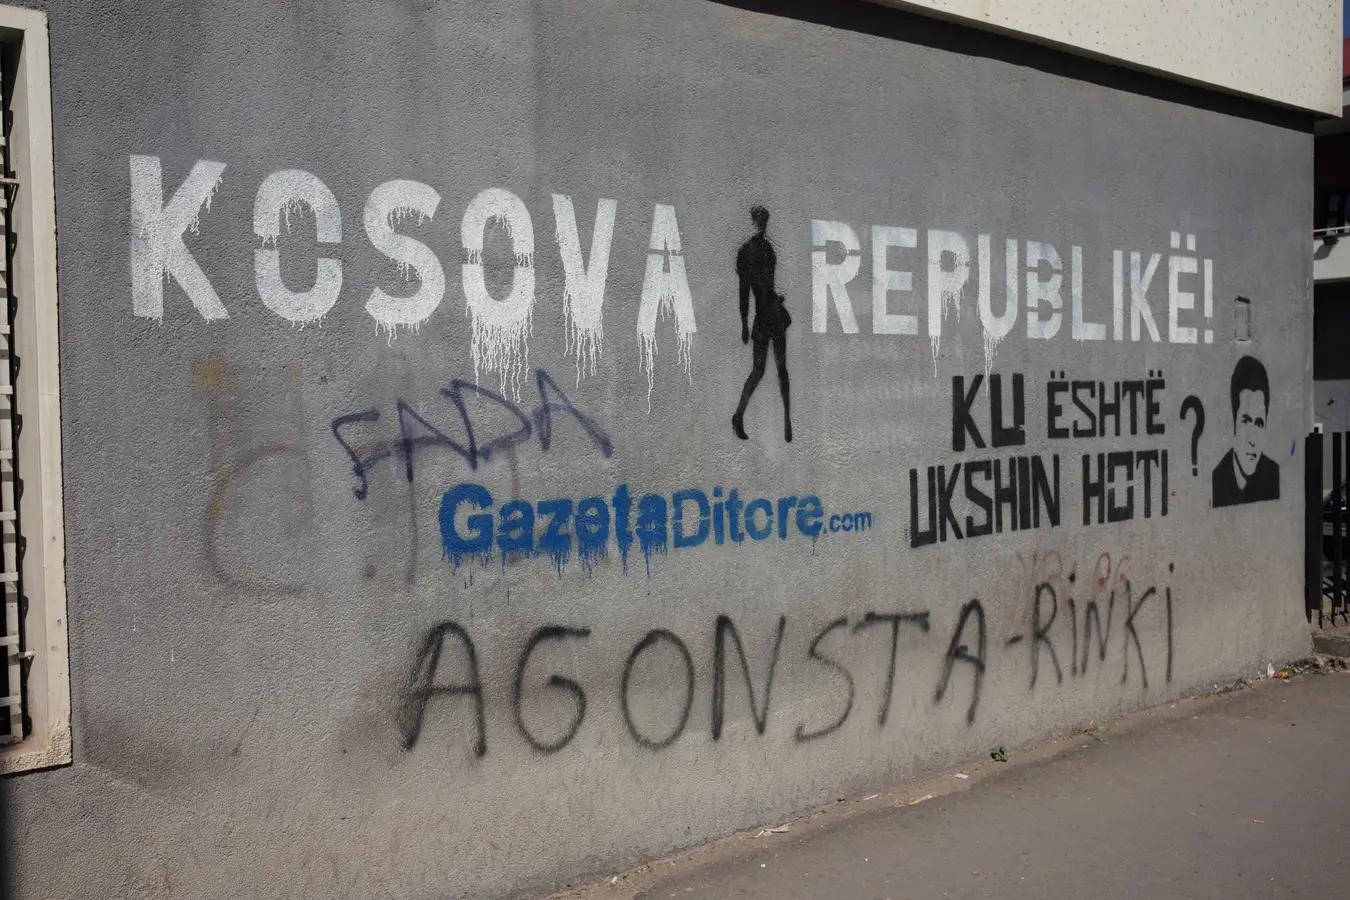 KOSOVA REPUBLIKË!
KU ËSHTË
UKSHIN HOTI ?
FADA
GazetaDitore.com
AGONSTA-RiNKi